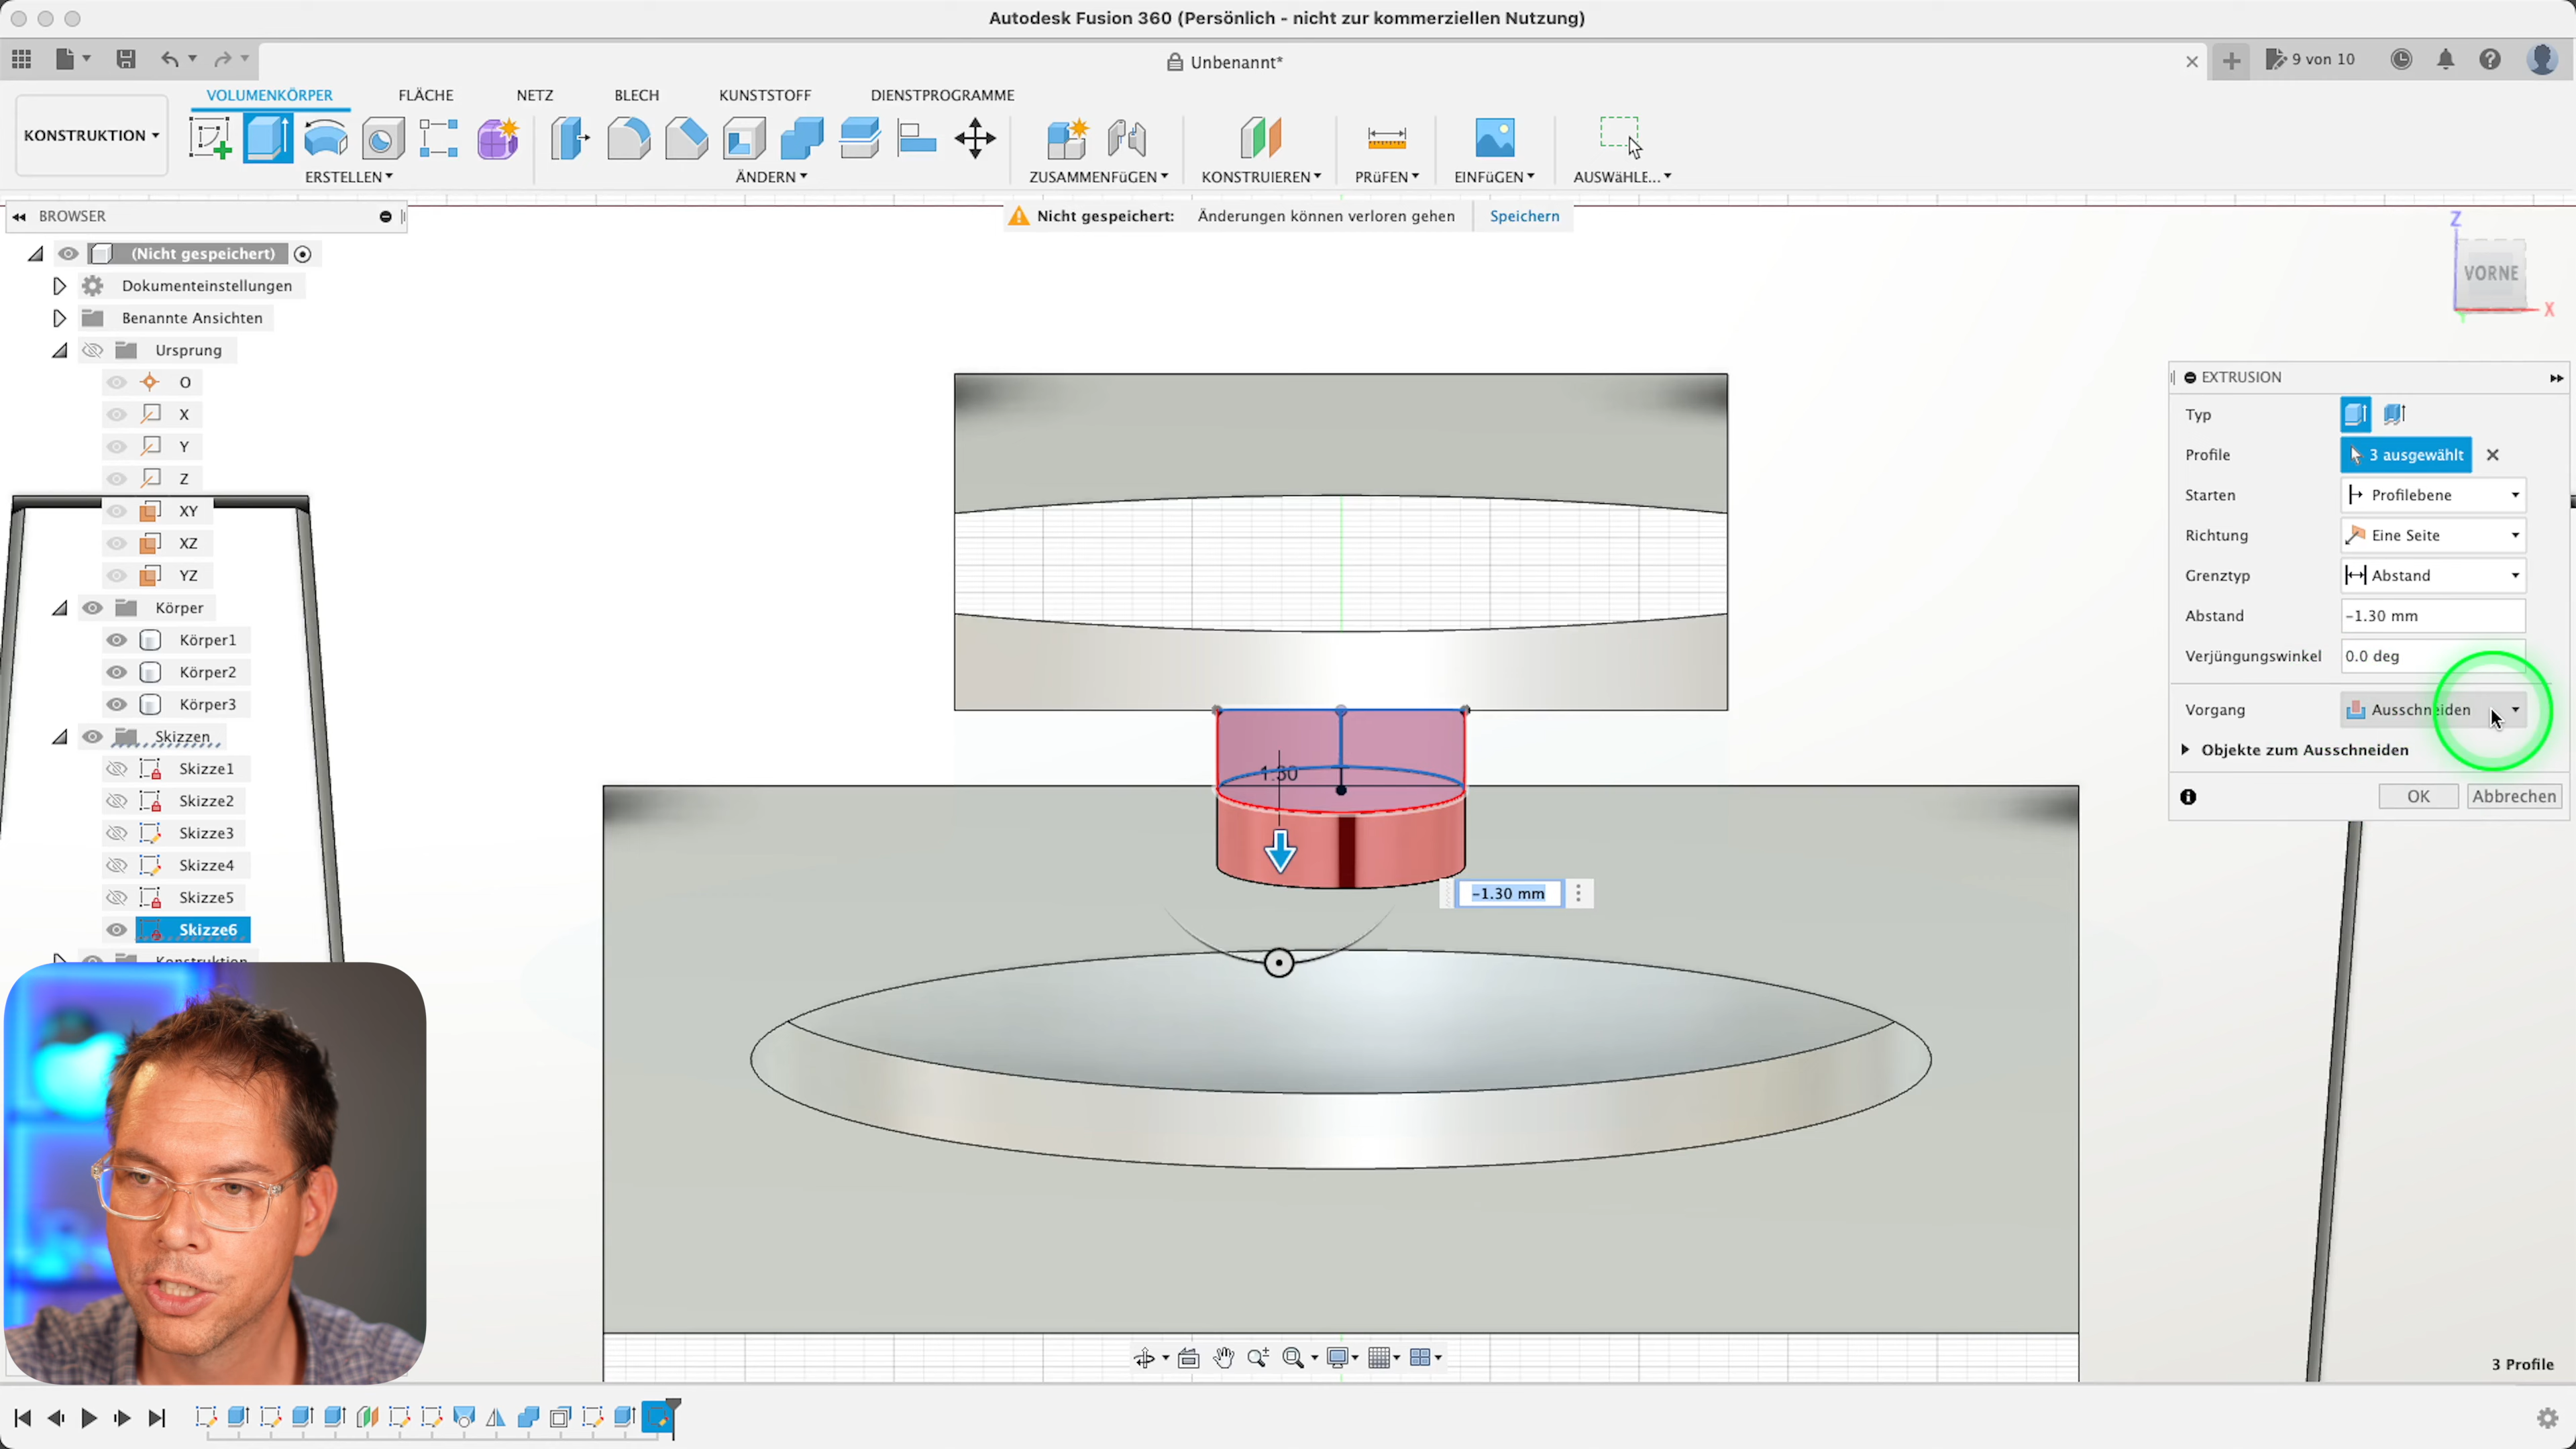 Autodesk Fusion 360 (Persönlich - nicht zur kommerziellen Nutzung)
Unbenannt*
9 von 10
VOLUMENKÖRPER FLÄCHE NETZ BLECH KUNSTSTOFF DIENSTPROGRAMME
KONSTRUKTION
ERSTELLEN ÄNDERN ZUSAMMENFüGEN KONSTRUIEREN PRüFEN EINFüGEN AUSWäHLE...
BROWSER
Nicht gespeichert: Änderungen können verloren gehen Speichern
(Nicht gespeichert)
Dokumenteinstellungen
Benannte Ansichten
Ursprung
O
X
Y
Z
XY
XZ
YZ
Körper
Körper1
Körper2
Körper3
Skizzen
Skizze1
Skizze2
Skizze3
Skizze4
Skizze5
Skizze6
Konstruktion
Z
VORNE
X
EXTRUSION
Typ
Profile 3 ausgewählt
Starten Profilebene
Richtung Eine Seite
Grenztyp Abstand
Abstand -1.30 mm
Verjüngungswinkel 0.0 deg
Vorgang Ausschneiden
Objekte zum Ausschneiden
OK Abbrechen
1.30
-1.30 mm
3 Profile